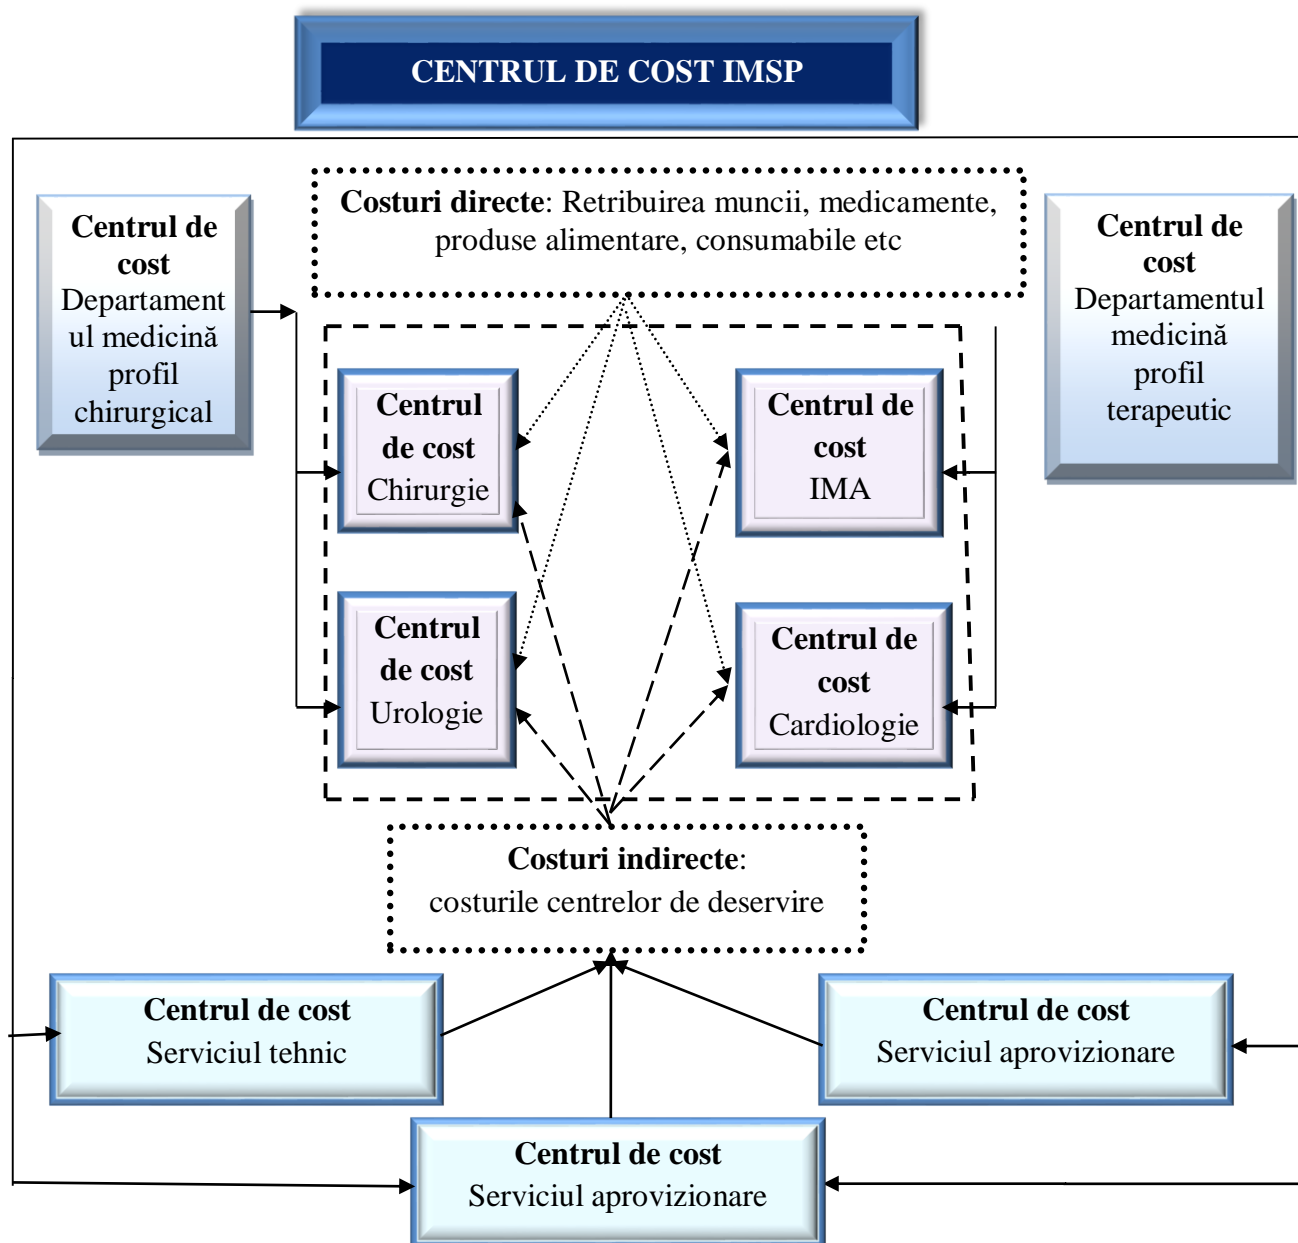 CENTRUL DE COST IMSP
Costuri directe: Retribuirea muncii, medicamente,
produse alimentare, consumabile etc
Centrul de
cost
Departament
ul medicină
profil
chirurgical
Centrul de
cost
Departamentul
medicină
profil
terapeutic
Centrul
de cost
Chirurgie
Centrul de
cost
IMA
Centrul
de cost
Urologie
Centrul de
cost
Cardiologie
Costuri indirecte:
costurile centrelor de deservire
Centrul de cost
Serviciul tehnic
Centrul de cost
Serviciul aprovizionare
Centrul de cost
Serviciul aprovizionare